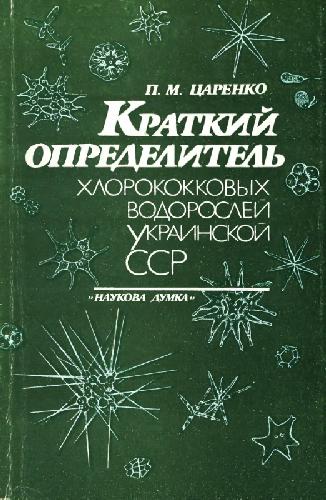 П. М. ЦАРЕНКО
КРАТКИЙ
ОПРЕДЕЛИТЕЛЬ
ХЛОРОКОККОВЫХ
ВОДОРОСЛЕЙ
УКРАИНСКОЙ
ССР
„НАУКОВА ДУМКА“